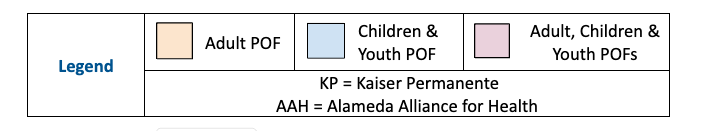 Legend
Adult POF
Children &
Youth POF
Adult, Children &
Youth POFs
KP = Kaiser Permanente
AAH = Alameda Alliance for Health